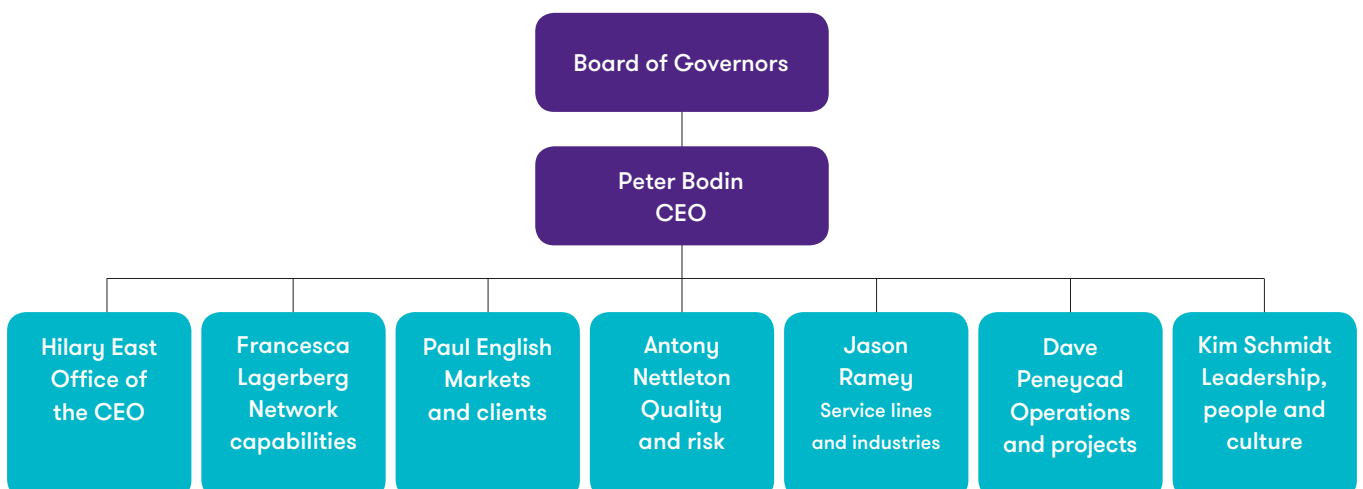 Board of Governors
Peter Bodin
CEO
Hilary East
Office of
the CEO
Francesca
Lagerberg
Network
capabilities
Paul English
Markets
and clients
Antony
Nettleton
Quality
and risk
Jason
Ramey
Service lines
and industries
Dave
Peneycad
Operations
and projects
Kim Schmidt
Leadership,
people and
culture